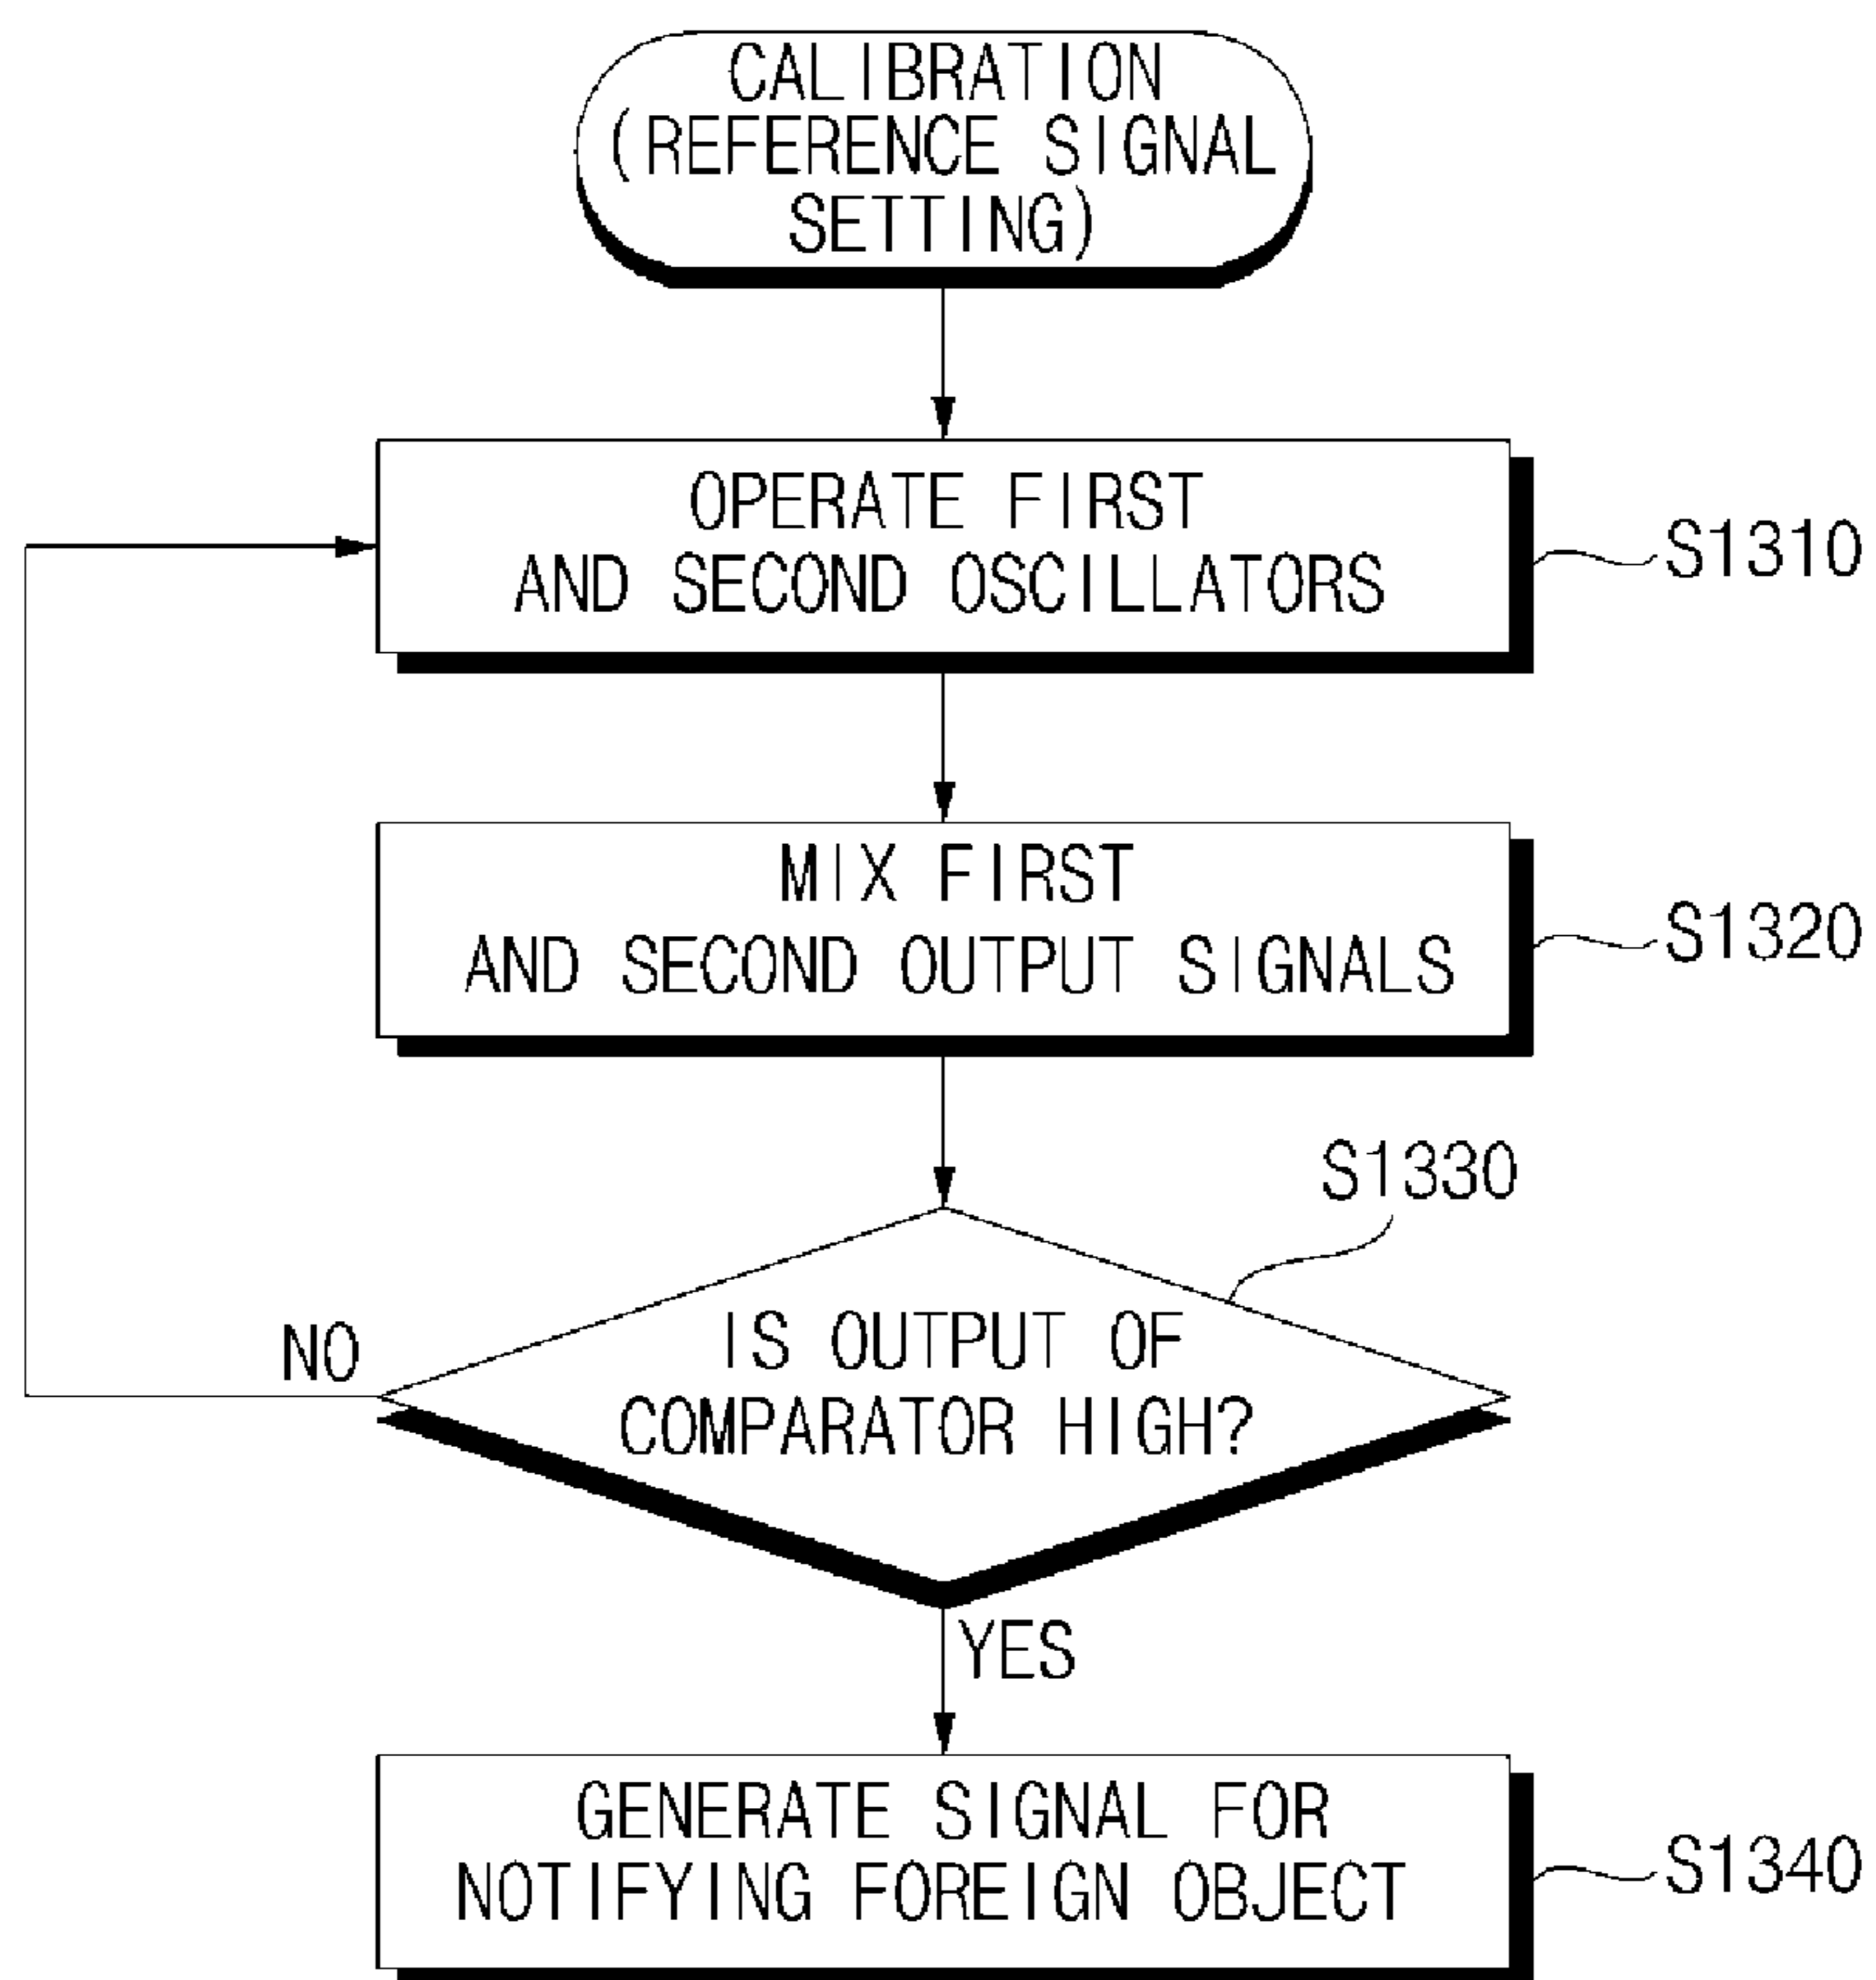 CALIBRATION
(REFERENCE SIGNAL
SETTING)
OPERATE FIRST
AND SECOND OSCILLATORS
S1310
MIX FIRST
AND SECOND OUTPUT SIGNALS
S1320
S1330
IS OUTPUT OF
COMPARATOR HIGH?
NO
YES
GENERATE SIGNAL FOR
NOTIFYING FOREIGN OBJECT
S1340